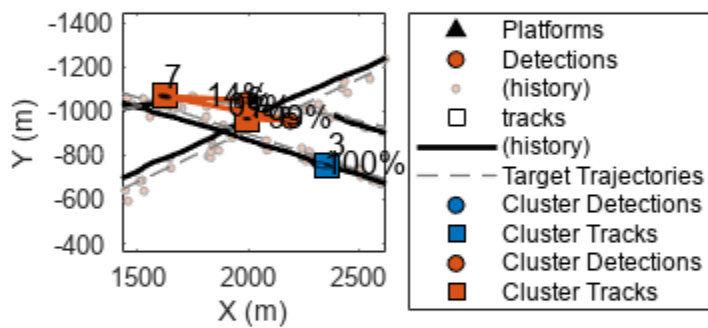 -1400
-1200
-1000
-800
-600
-400
Y (m)
1500
2000
2500
X (m)
7
14%
99%
3
100%
Platforms
Detections
(history)
tracks
(history)
Target Trajectories
Cluster Detections
Cluster Tracks
Cluster Detections
Cluster Tracks